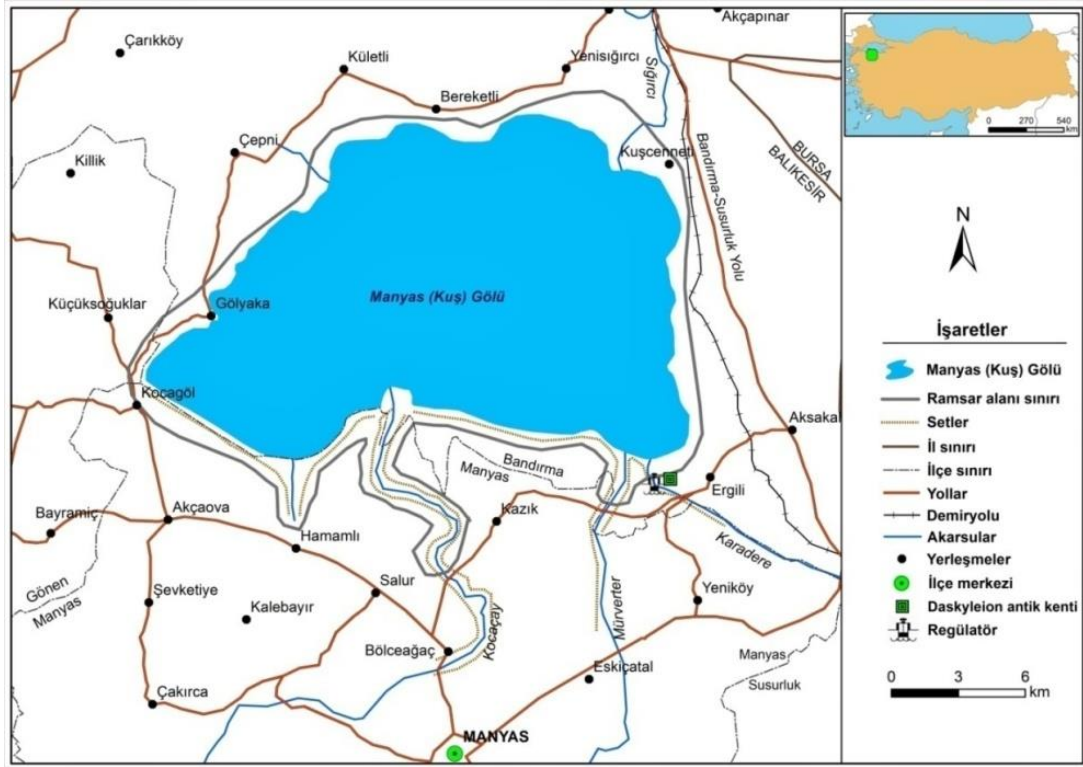 Akçapınar
Çarıkköy
Kületli
Yenisığırcı
Sığırcı
Bereketli
Çepni
Kuşcenneti
Killik
Bandırma-Susurluk Yolu
BURSA
BALIKESİR
0 270 540
km
Manyas (Kuş) Gölü
Küçüksoğuklar
Gölyaka
Kocagöl
Aksakal
Bandırma
Manyas
Ergili
Bayramiç
Akçaova
Kazık
Hamamlı
Karadere
Gönen
Manyas
Şevketiye
Salur
Kalebayır
Yeniköy
Mürverter
Kocaçay
Bölceağaç
Eskiçatal
Manyas
Susurluk
Çakırca
MANYAS
N
İşaretler
Manyas (Kuş) Gölü
Ramsar alanı sınırı
Setler
İl sınırı
İlçe sınırı
Yollar
Demiryolu
Akarsular
Yerleşmeler
İlçe merkezi
Daskyleion antik kenti
Regülatör
0 3 6
km